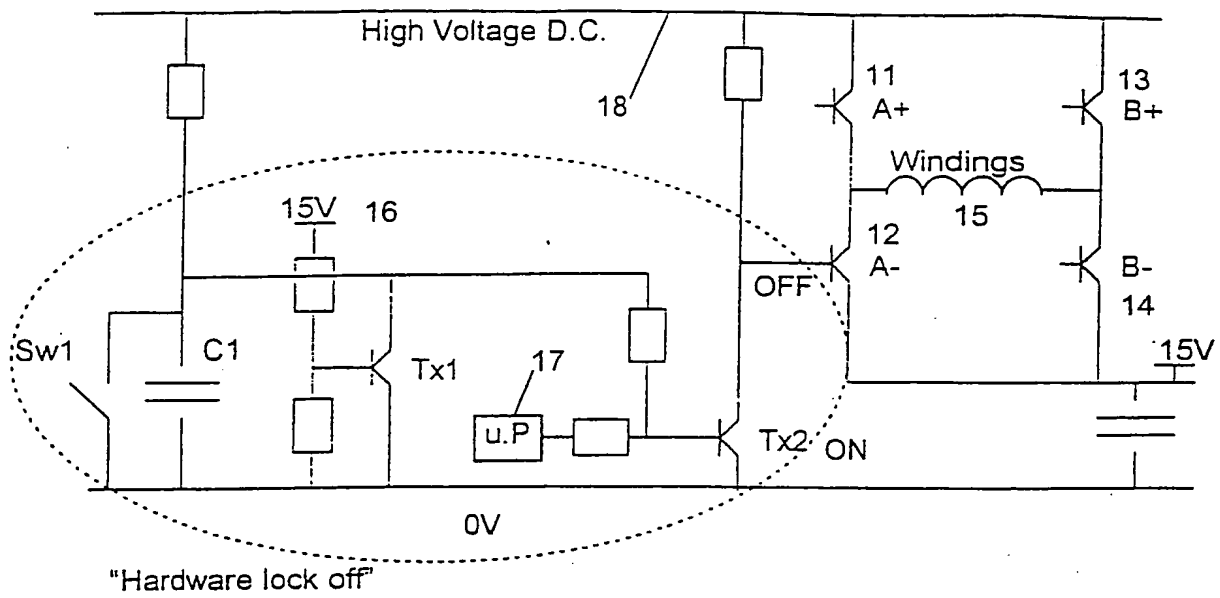 High Voltage D.C.
18
11
A+
13
B+
Windings
15
15V
16
12
A-
OFF
B-
14
Sw1
C1
Tx1
17
u.P
Tx2
ON
15V
0V
"Hardware lock off"